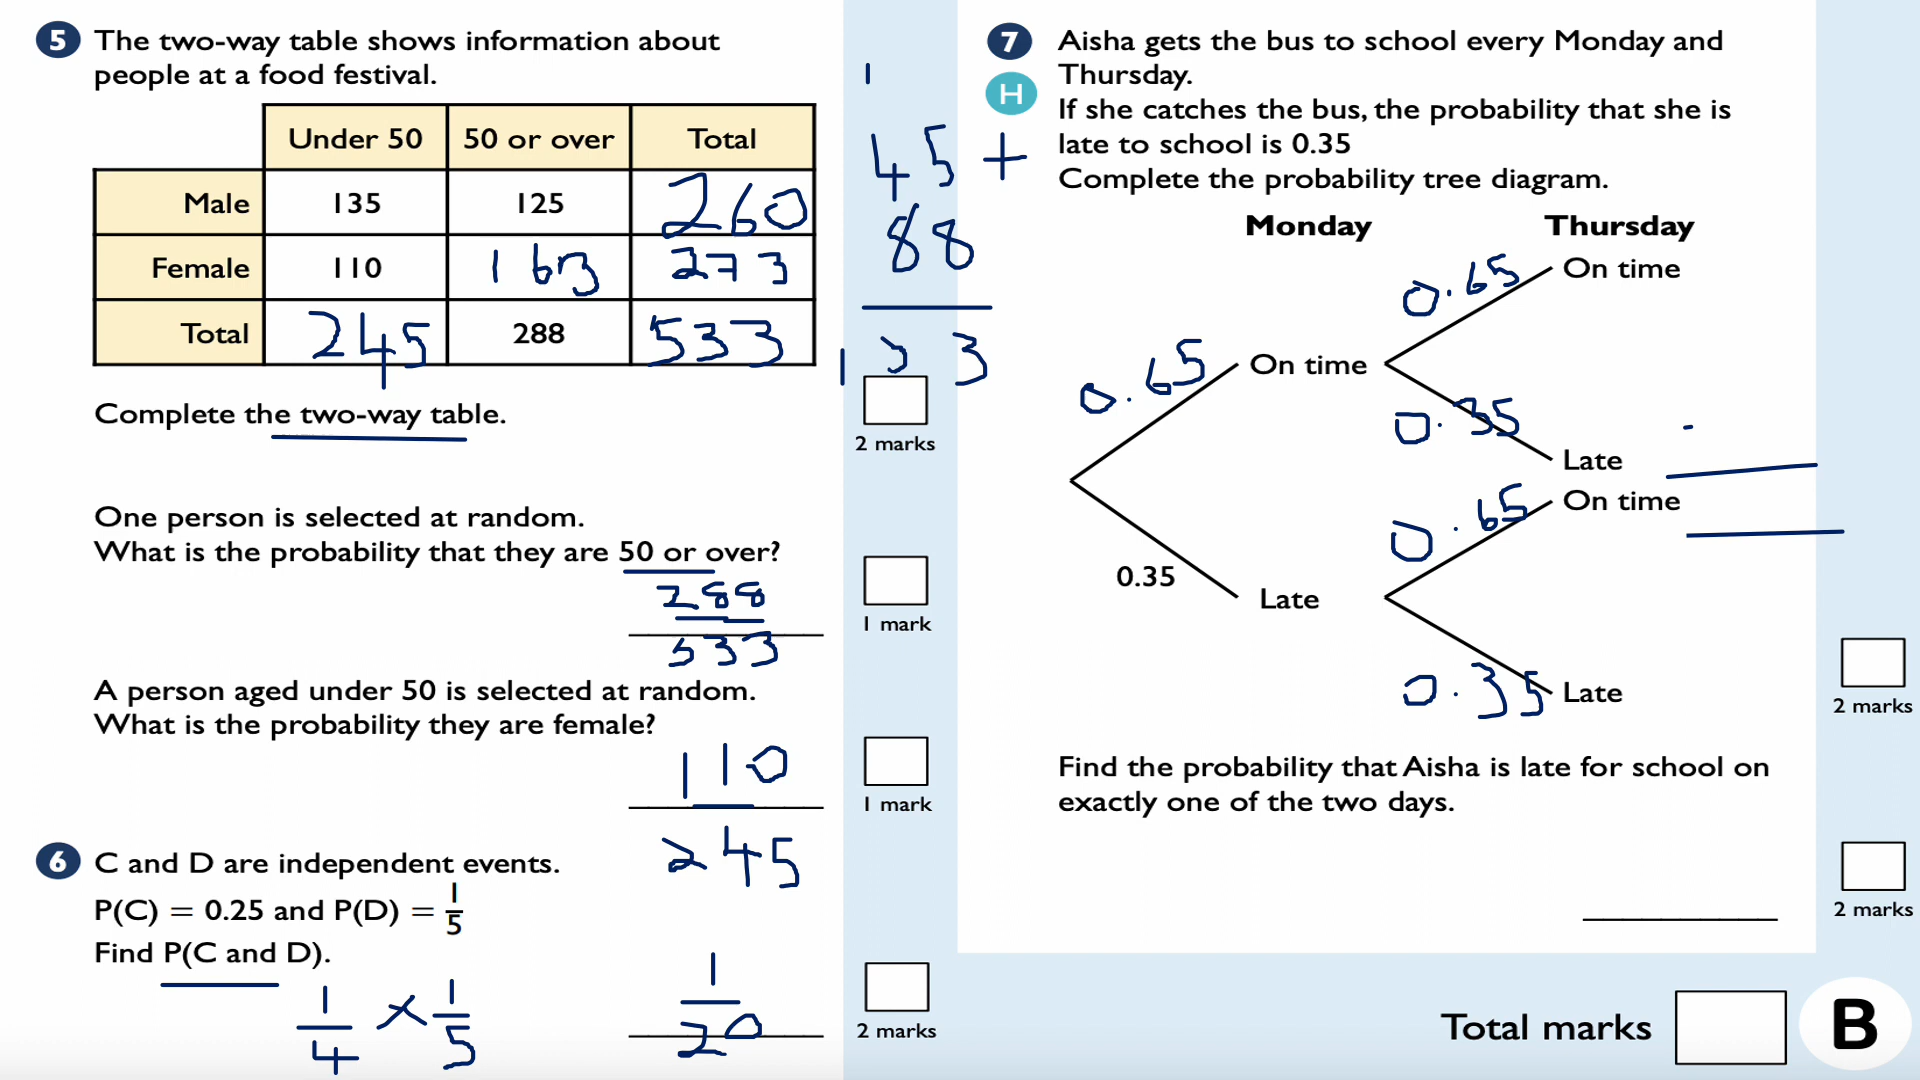 5 The two-way table shows information about
people at a food festival.
Under 50 50 or over Total
Male 135 125 260
Female 110 163 273
Total 245 288 533
Complete the two-way table.
2 marks
One person is selected at random.
What is the probability that they are 50 or over?
288
533
1 mark
A person aged under 50 is selected at random.
What is the probability they are female?
110
245
1 mark
6 C and D are independent events.
P(C) = 0.25 and P(D) = 1/5
Find P(C and D).
1/4 × 1/5
1/20
2 marks
1
45 +
88
133
7 Aisha gets the bus to school every Monday and
H Thursday.
If she catches the bus, the probability that she is
late to school is 0.35
Complete the probability tree diagram.
Monday Thursday
0.65 On time
0.65 On time
0.35 Late
0.65 On time
0.35 Late
0.35 Late
2 marks
Find the probability that Aisha is late for school on
exactly one of the two days.
2 marks
Total marks B